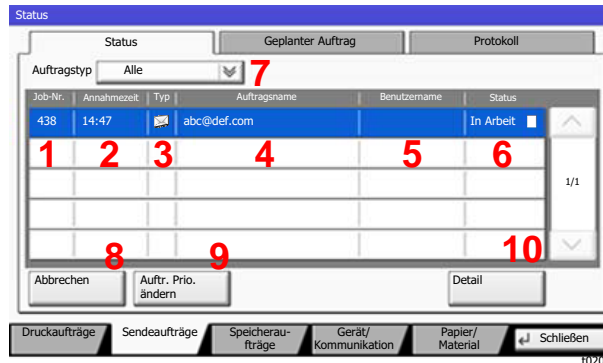 Status
Status Geplanter Auftrag Protokoll
Auftragstyp Alle 7
Job-Nr. Annahmezeit Typ Auftragsname Benutzername Status
438 14:47 abc@def.com In Arbeit
1 2 3 4 5 6
1/1
8 9 10
Abbrechen Auftr. Prio. Detail
ändern
Druckaufträge Sendeaufträge Speicherau- Gerät/ Papier/ Schließen
fträge Kommunikation Material